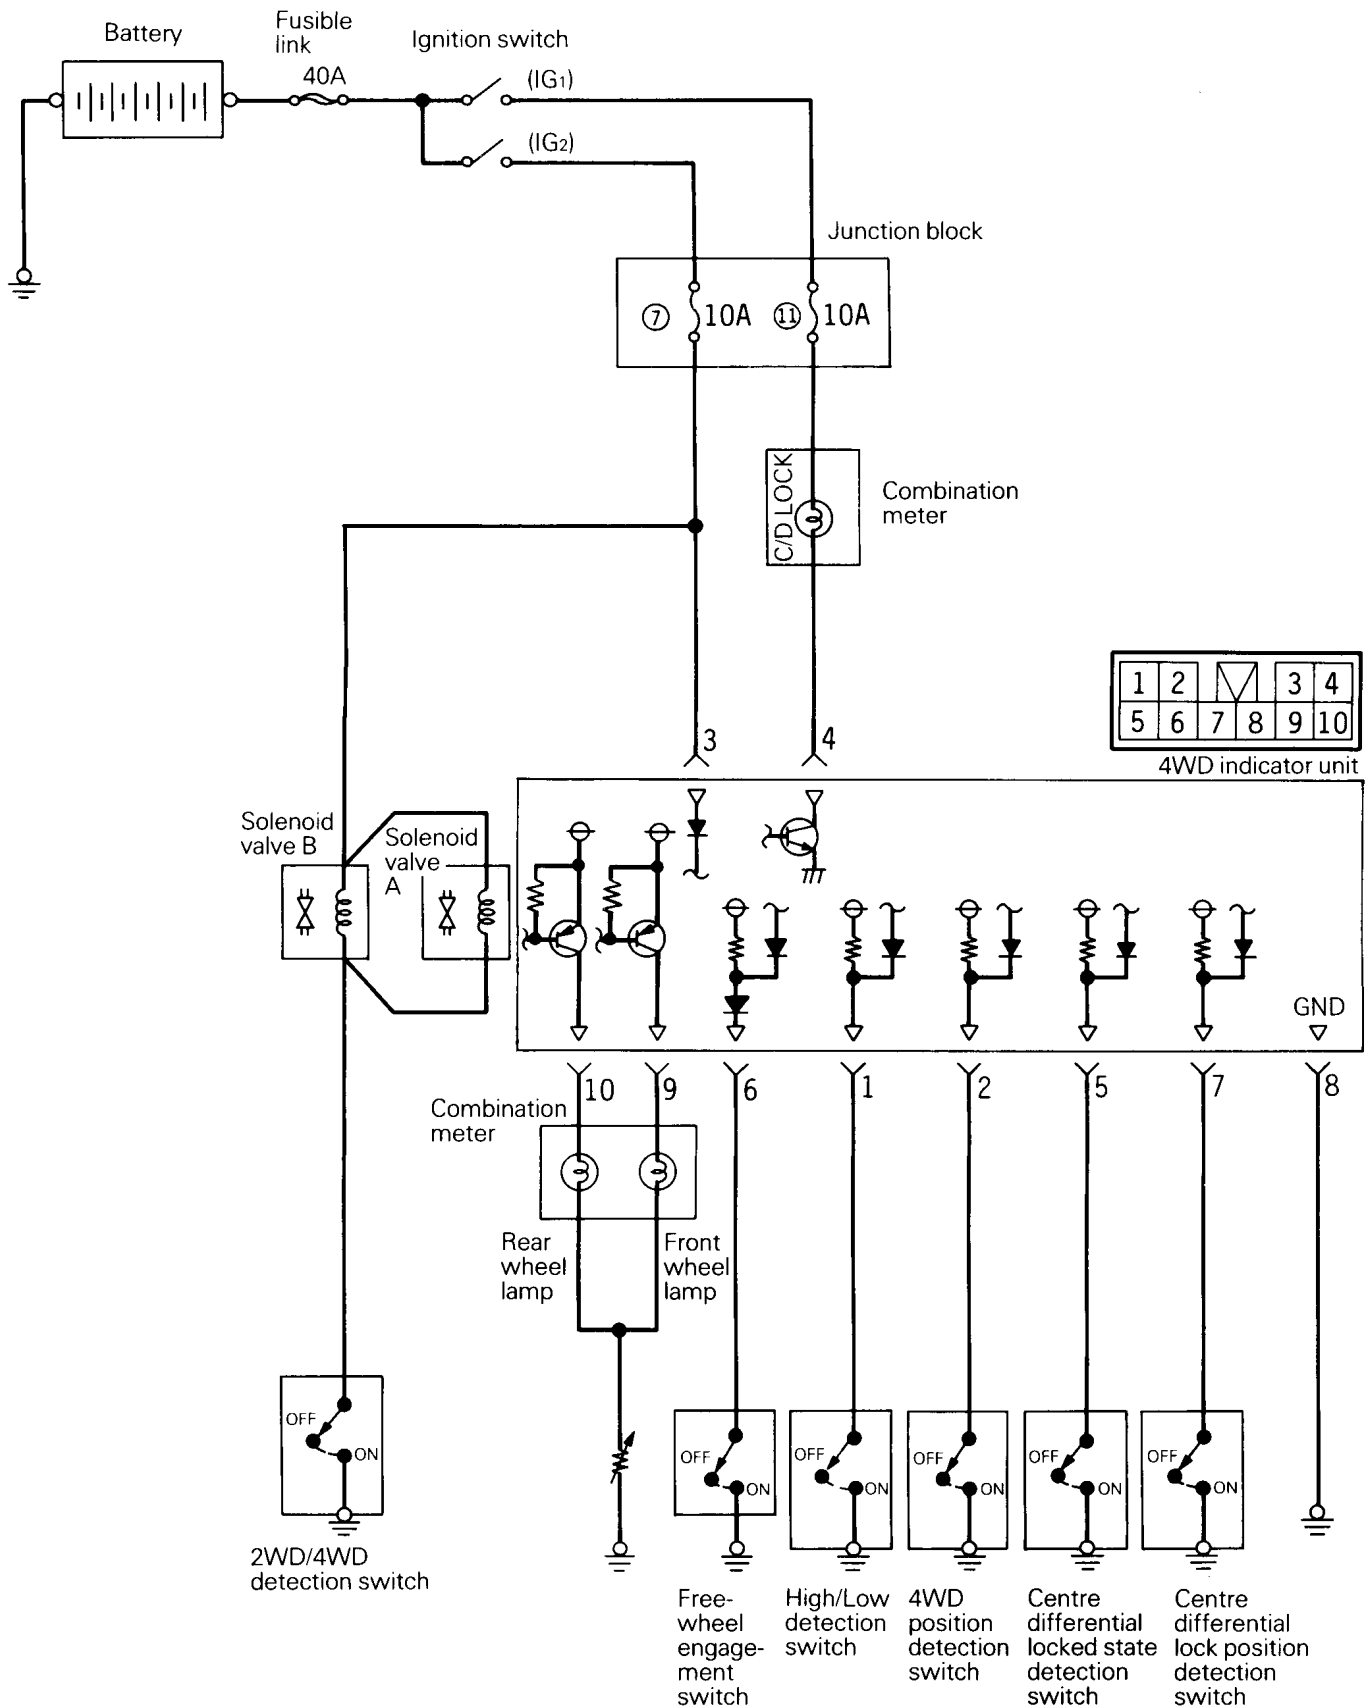 Battery
Fusible
link
40A
Ignition switch
(IG1)
(IG2)
Junction block
7
10A
11
10A
C/D LOCK
Combination
meter
1 2 3 4
5 6 7 8 9 10
4WD indicator unit
3
4
Solenoid
valve B
Solenoid
valve
A
GND
10
9
6
1
2
5
7
8
Combination
meter
Rear
wheel
lamp
Front
wheel
lamp
OFF
ON
2WD/4WD
detection switch
OFF
ON
Free-
wheel
engage-
ment
switch
OFF
ON
High/Low
detection
switch
OFF
ON
4WD
position
detection
switch
OFF
ON
Centre
differential
locked state
detection
switch
OFF
ON
Centre
differential
lock position
detection
switch